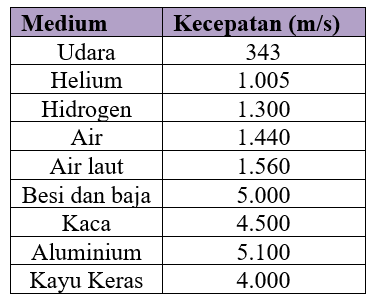 Medium Kecepatan (m/s)
Udara 343
Helium 1.005
Hidrogen 1.300
Air 1.440
Air laut 1.560
Besi dan baja 5.000
Kaca 4.500
Aluminium 5.100
Kayu Keras 4.000